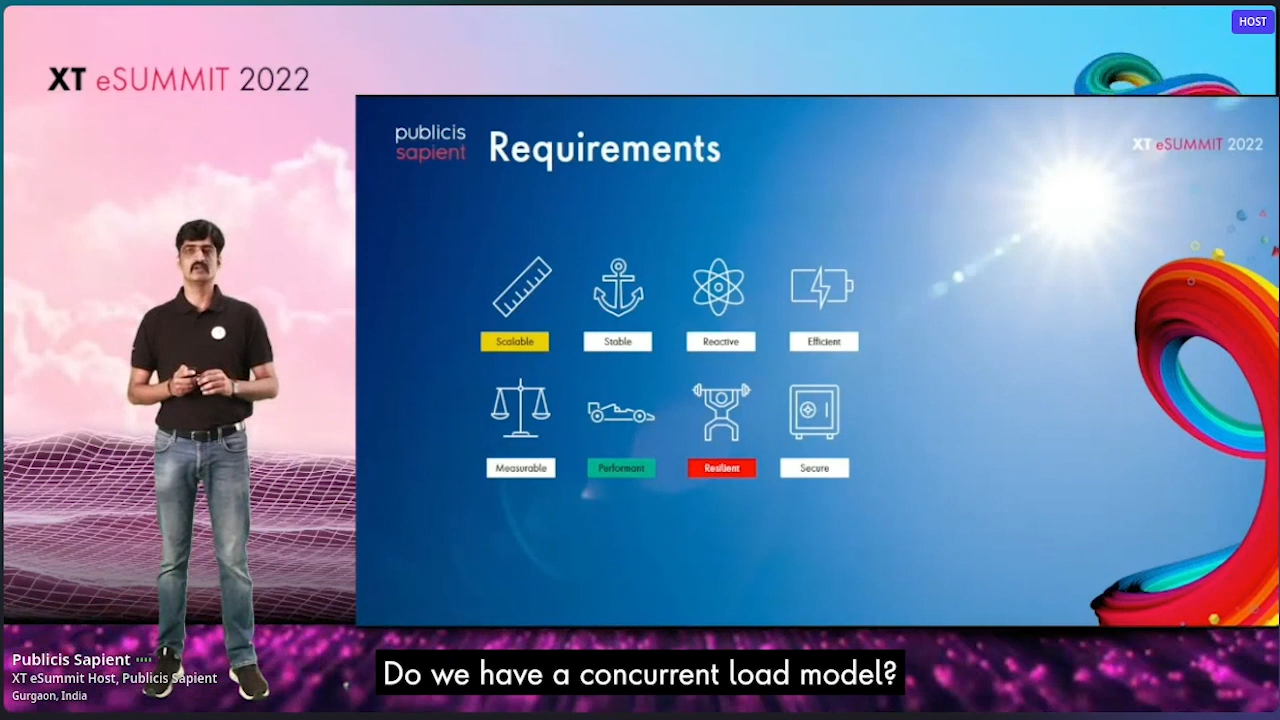 HOST
XT eSUMMIT 2022
publicis
sapient
Requirements
XT eSUMMIT 2022
Scalable
Stable
Reactive
Efficient
Measurable
Performant
Resilient
Secure
Publicis Sapient
XT eSummit Host, Publicis Sapient
Gurgaon, India
Do we have a concurrent load model?